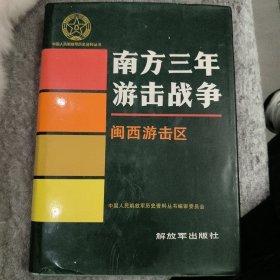 中国人民解放军历史资料丛书
南方三年
游击战争
闽西游击区
中国人民解放军历史资料丛书编审委员会
解放军出版社